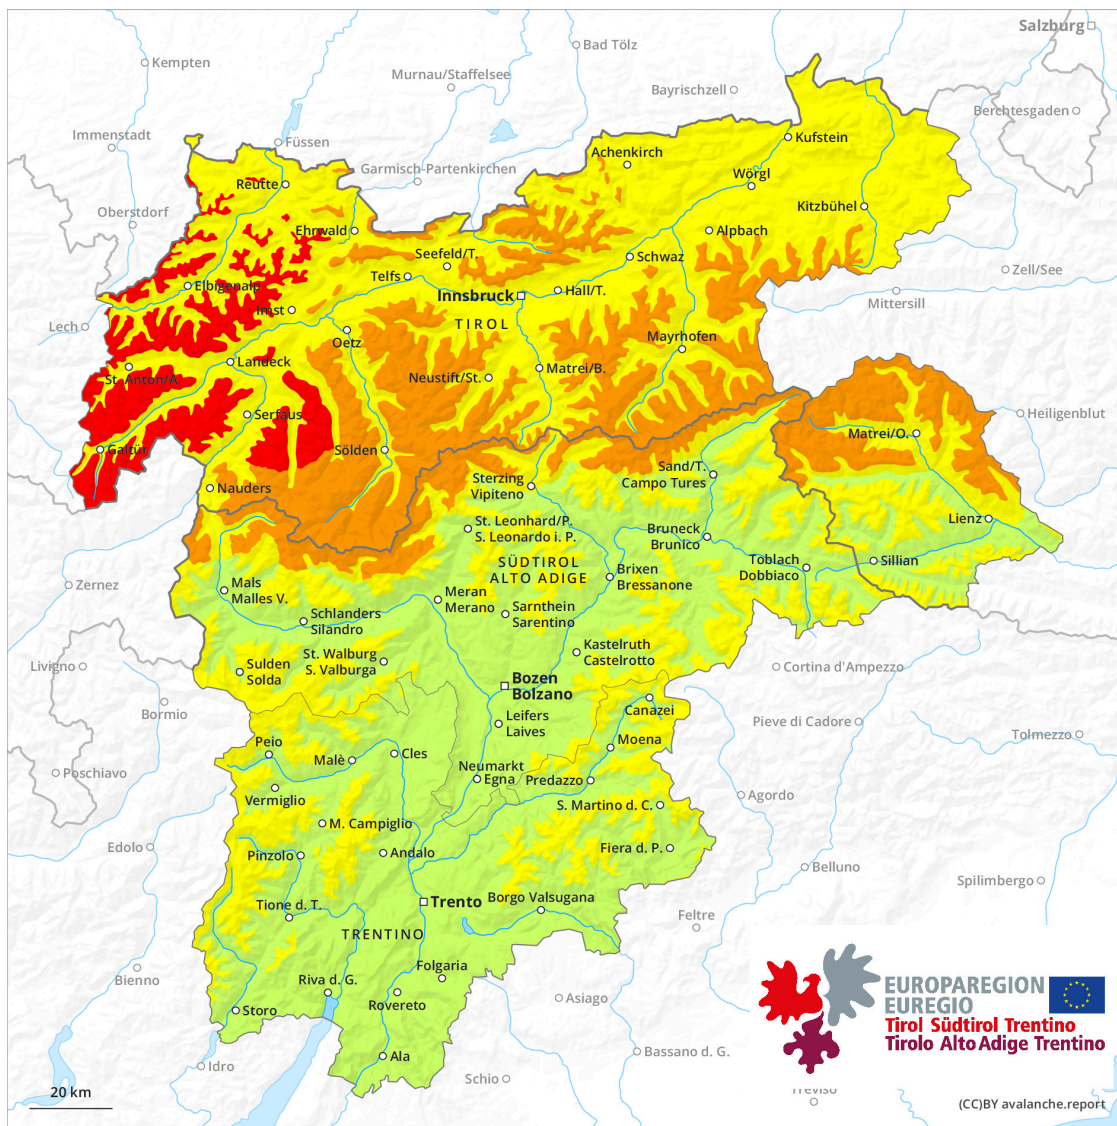 Salzburg
Bad Tölz
Kempten
Murnau/Staffelsee
Bayrischzell
Berchtesgaden
Immenstadt
Füssen
Kufstein
Achenkirch
Garmisch-Partenkirchen
Wörgl
Reutte
Oberstdorf
Kitzbühel
Ehrwald
Alpbach
Seefeld/T.
Schwaz
Zell/See
Telfs
Elbigenalp
Hall/T.
Innsbruck
Mittersill
Imst
Lech
TIROL
Oetz
Mayrhofen
Landeck
Matrei/B.
St. Anton/A.
Neustift/St.
Serfaus
Heiligenblut
Matrei/O.
Galtür
Sölden
Sand/T.
Campo Tures
Sterzing
Vipiteno
Nauders
Lienz
St. Leonhard/P.
S. Leonardo i. P.
Bruneck
Brunico
SÜDTIROL
ALTO ADIGE
Toblach
Dobbiaco
Sillian
Brixen
Bressanone
Zernez
Mals
Malles V.
Meran
Merano
Sarnthein
Sarentino
Schlanders
Silandro
Kastelruth
Castelrotto
St. Walburg
S. Valburga
Livigno
Sulden
Solda
Cortina d'Ampezzo
Bozen
Bolzano
Bormio
Canazei
Leifers
Laives
Pieve di Cadore
Tolmezzo
Moena
Peio
Cles
Malè
Poschiavo
Neumarkt
Egna
Predazzo
Vermiglio
Agordo
S. Martino d. C.
M. Campiglio
Edolo
Fiera d. P.
Andalo
Pinzolo
Belluno
Spilimbergo
Borgo Valsugana
Trento
Tione d. T.
Feltre
TRENTINO
Folgaria
Bienno
Riva d. G.
Rovereto
Asiago
Storo
EUROPAREGION
EUREGIO
Tirol Südtirol Trentino
Tirolo Alto Adige Trentino
Ala
Bassano d. G.
Idro
Schio
Treviso
20 km
(CC)BY avalanche.report